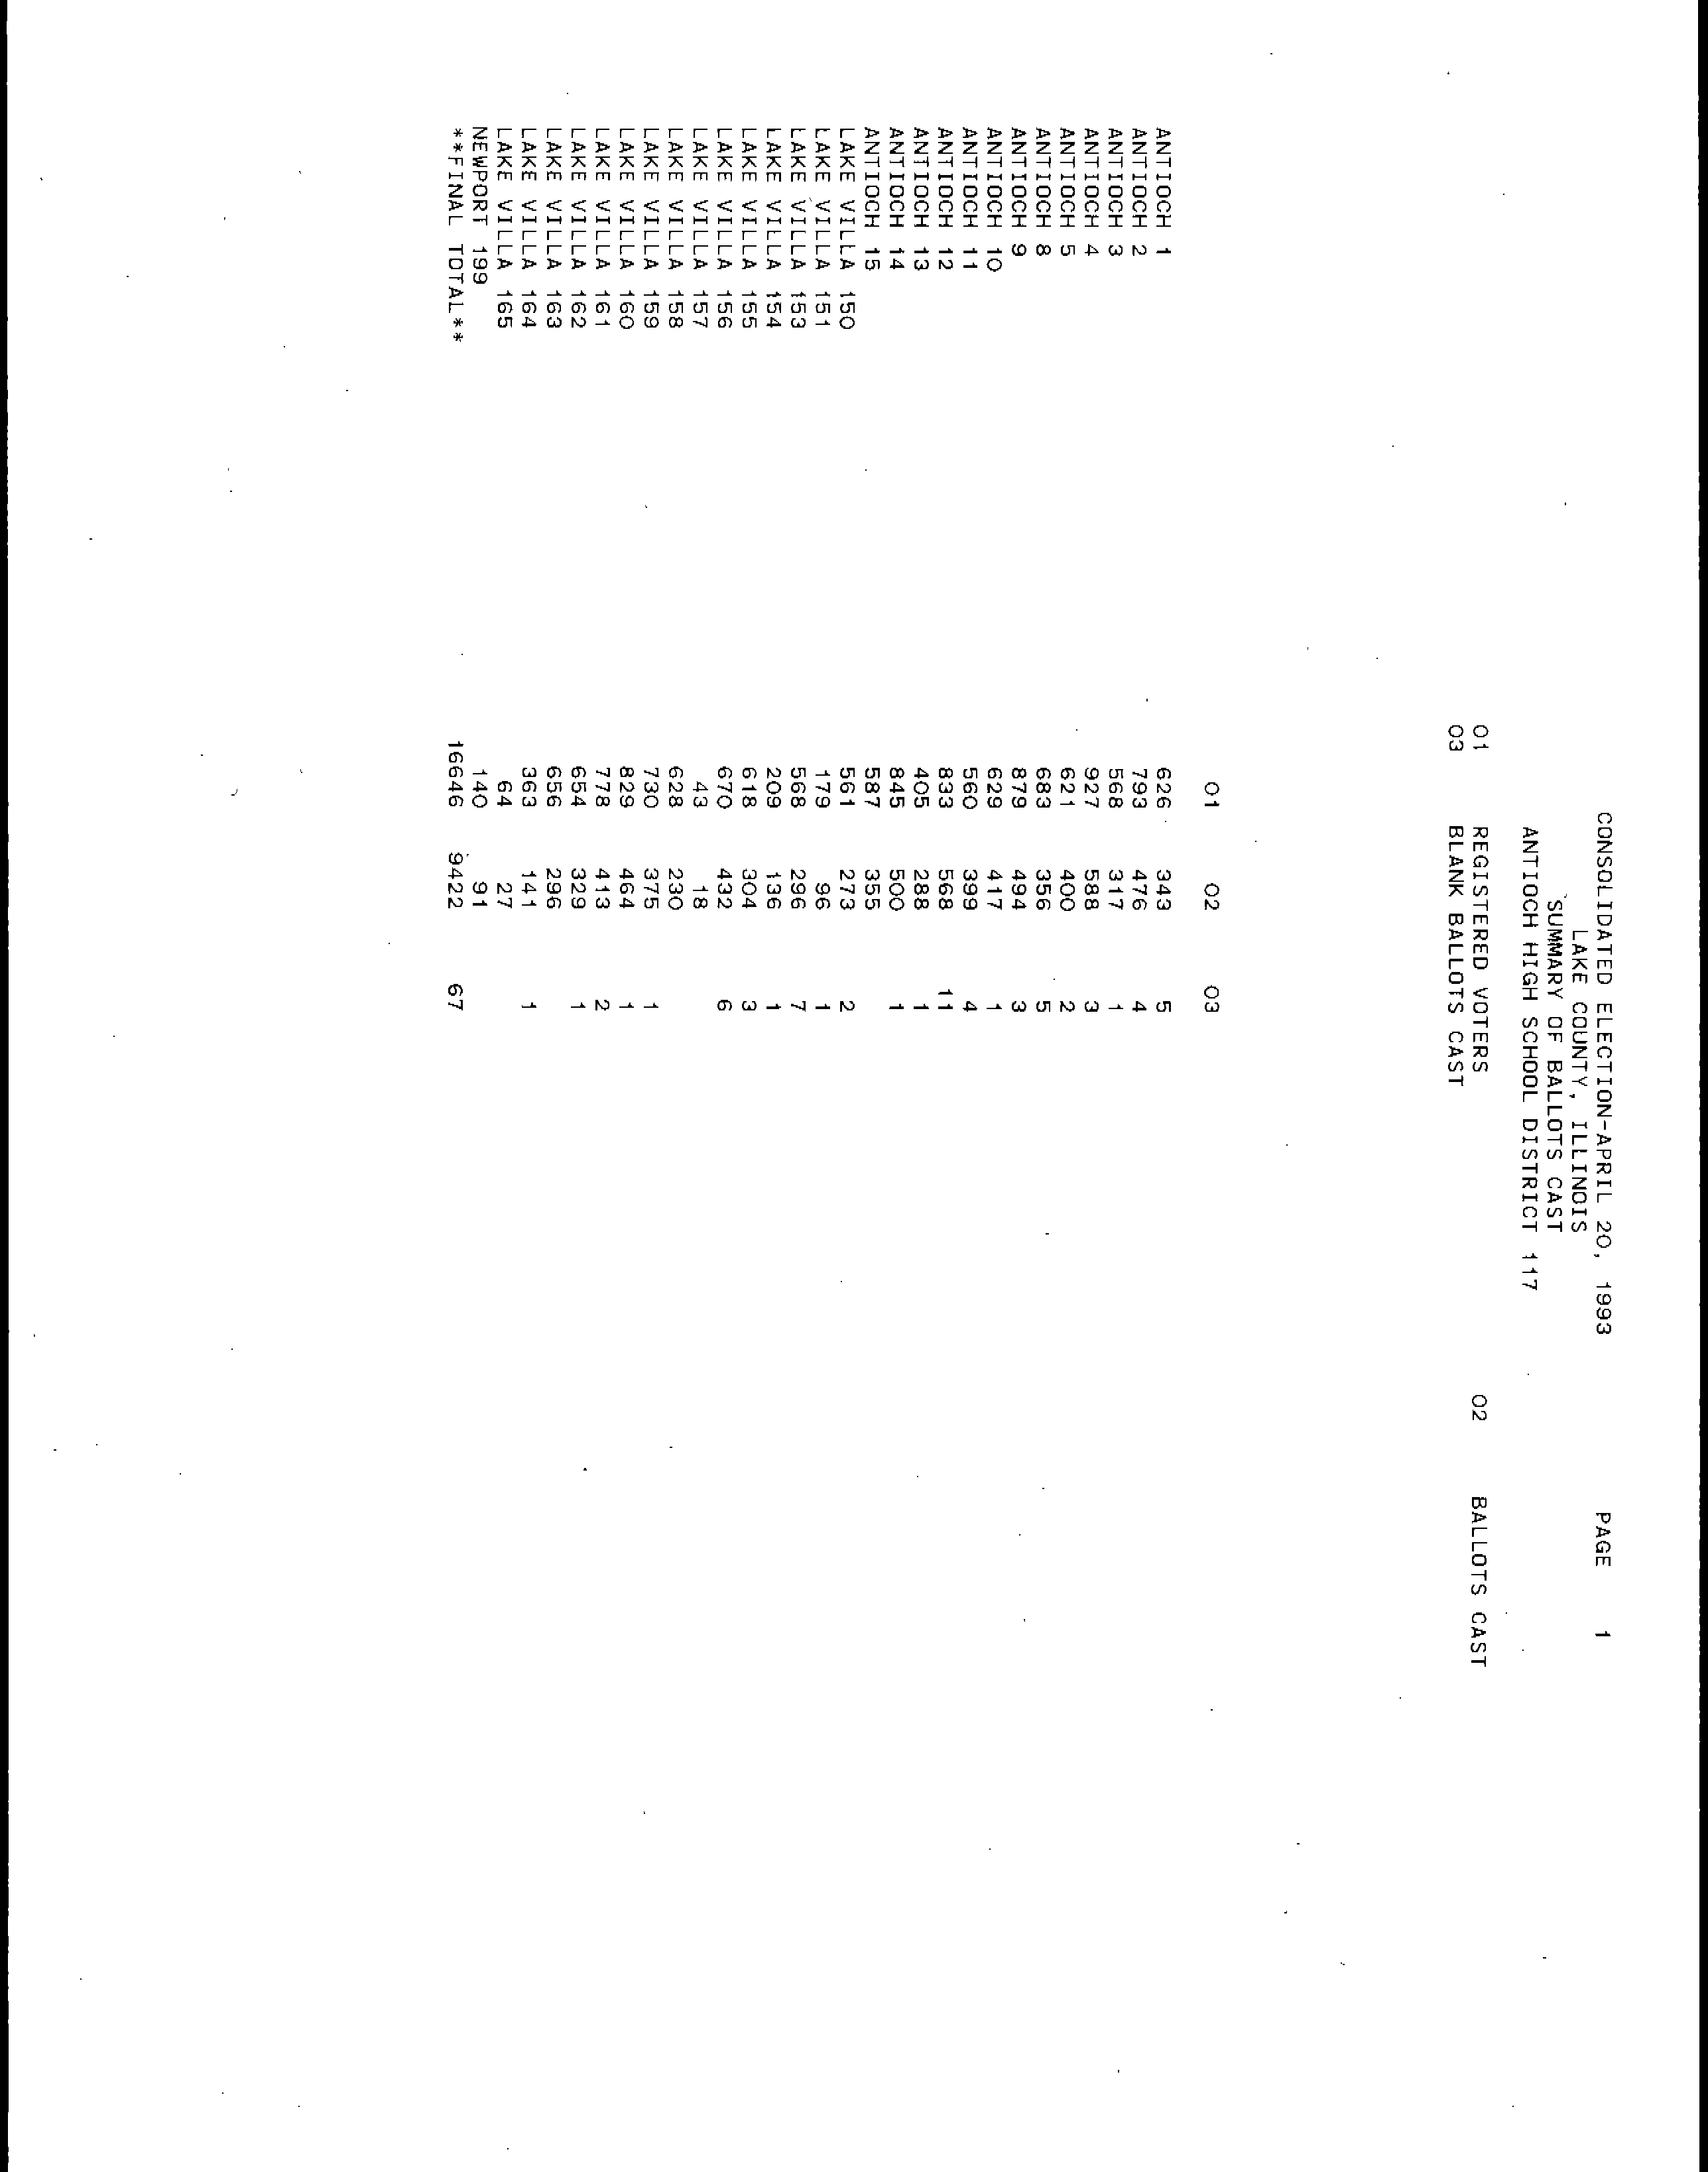 CONSOLIDATED ELECTION-APRIL 20, 1993 PAGE 1
LAKE COUNTY, ILLINOIS
SUMMARY OF BALLOTS CAST
ANTIOCH HIGH SCHOOL DISTRICT 117
01 REGISTERED VOTERS 02 BALLOTS CAST
03 BLANK BALLOTS CAST
01 02 03
ANTIOCH 1 626 343 5
ANTIOCH 2 793 476 4
ANTIOCH 3 568 317 1
ANTIOCH 4 927 588 3
ANTIOCH 5 621 400 2
ANTIOCH 8 683 356 5
ANTIOCH 9 879 494 3
ANTIOCH 10 629 417 1
ANTIOCH 11 560 399 4
ANTIOCH 12 833 568 11
ANTIOCH 13 405 288 1
ANTIOCH 14 845 500 1
ANTIOCH 15 587 355
LAKE VILLA 150 561 273 2
LAKE VILLA 151 179 96 1
LAKE VILLA 153 568 296 7
LAKE VILLA 154 209 136 1
LAKE VILLA 155 618 304 3
LAKE VILLA 156 670 432 6
LAKE VILLA 157 43 18
LAKE VILLA 158 628 230
LAKE VILLA 159 730 375 1
LAKE VILLA 160 829 464 1
LAKE VILLA 161 778 413 2
LAKE VILLA 162 654 329 1
LAKE VILLA 163 656 296
LAKE VILLA 164 363 141 1
LAKE VILLA 165 64 27
NEWPORT 199 140 91
**FINAL TOTAL** 16646 9422 67